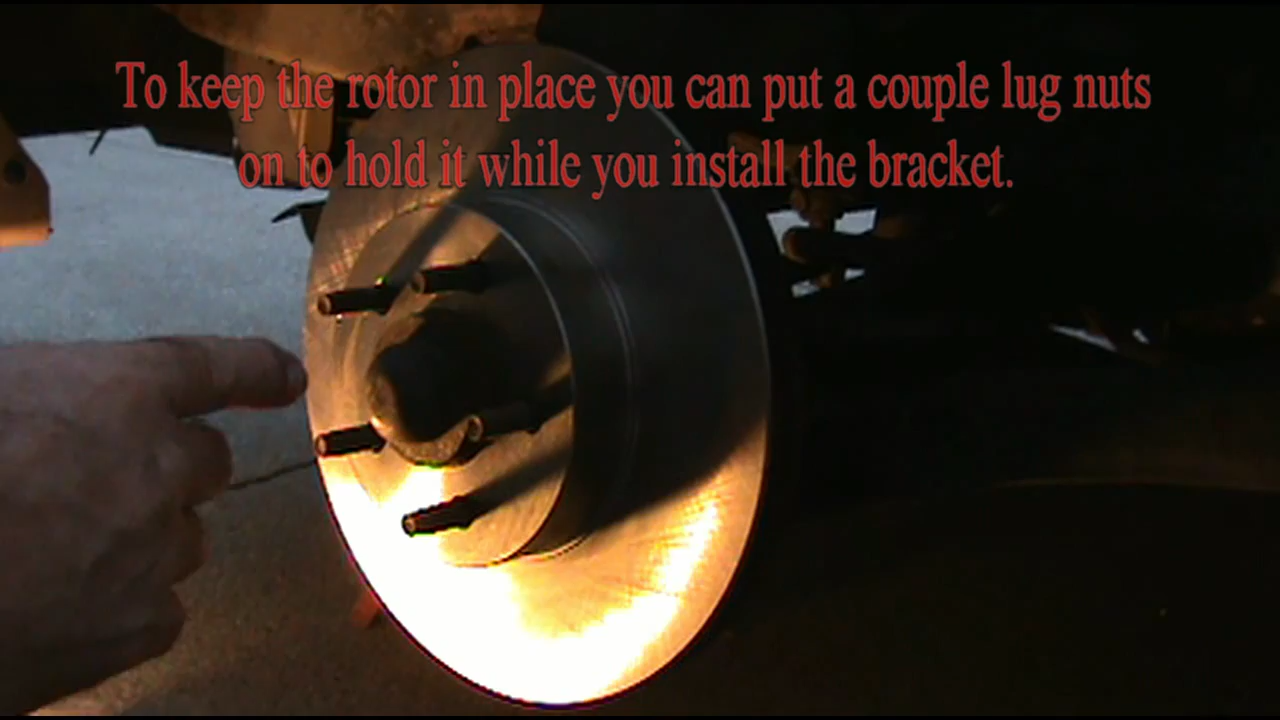 To keep the rotor in place you can put a couple lug nuts
on to hold it while you install the bracket.